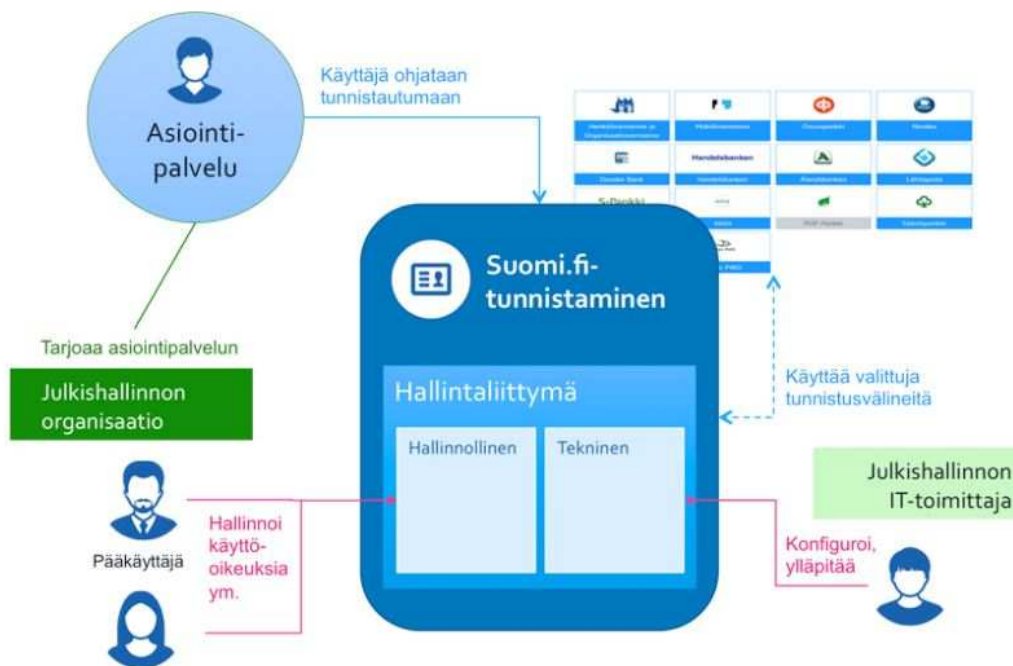 Asiointi-
palvelu
Käyttäjä ohjataan
tunnistautumaan
Handelsbanken
S-Pankki
Suomi.fi-
tunnistaminen
Tarjoaa asiointipalvelun
Julkishallinnon
organisaatio
Käyttää valittuja
tunnistusvälineitä
Hallintaliittymä
Hallinnollinen
Tekninen
Julkishallinnon
IT-toimittaja
Pääkäyttäjä
Hallinnoi
käyttö-
oikeuksia
ym.
Konfiguroi,
ylläpitää